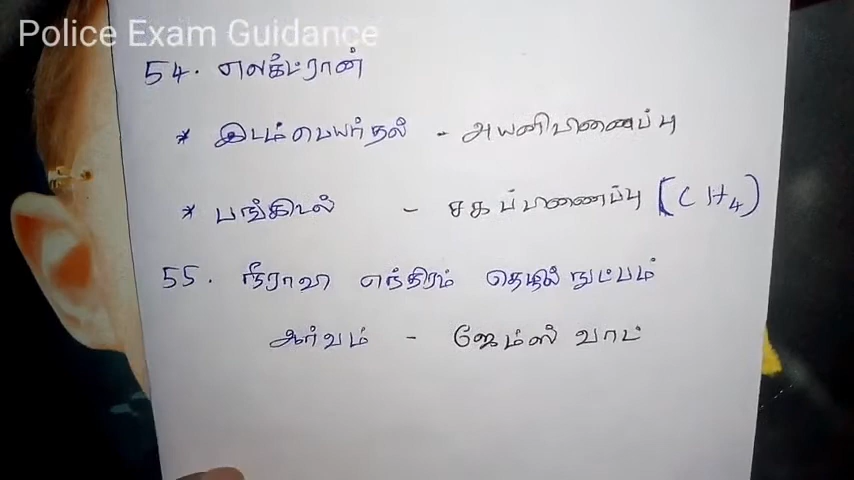 Police Exam Guidance
54. எலக்ட்ரான்
* இடம்பெயர்தல் - அயனிபிணைப்பு
* பங்கிடல் - சகப்பிணைப்பு (CH4)
55. நீராவி எந்திரம் தெழில் நுட்பம்
ஆர்வம் - ஜேம்ஸ் வாட்